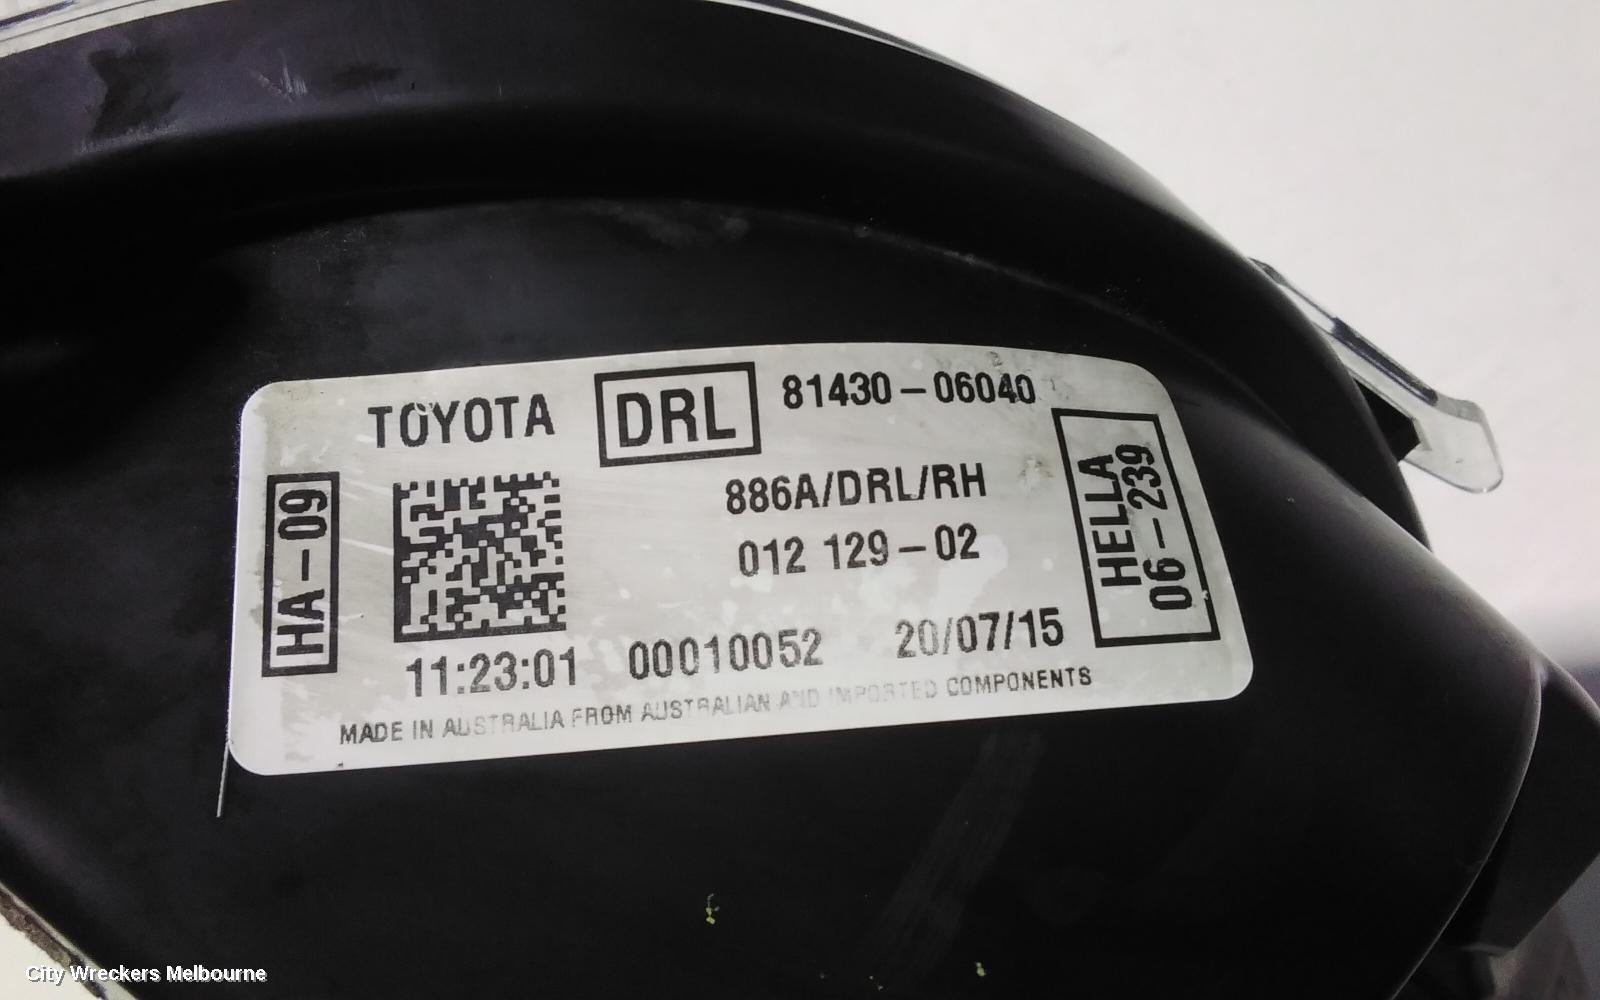 TOYOTA DRL 81430-06040
886A/DRL/RH
012 129-02
HA-09
HELLA
06-239
11:23:01 00010052 20/07/15
MADE IN AUSTRALIA FROM AUSTRALIAN AND IMPORTED COMPONENTS
City Wreckers Melbourne